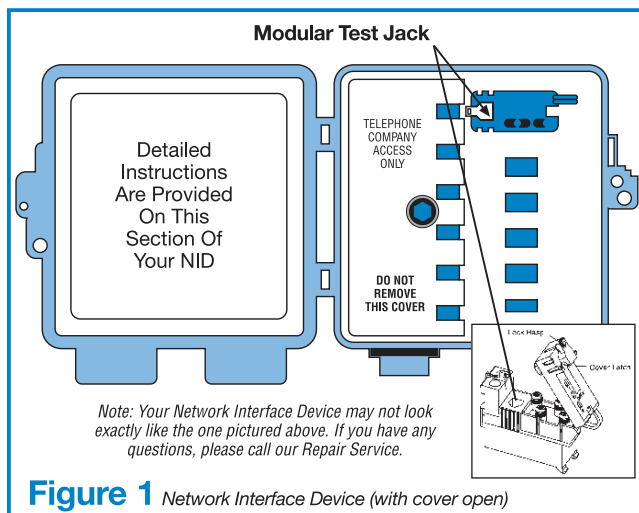 Modular Test Jack
Detailed
Instructions
Are Provided
On This
Section Of
Your NID
TELEPHONE
COMPANY
ACCESS
ONLY
DO NOT
REMOVE
THIS COVER
Lock Hasp
Cover Latch
Note: Your Network Interface Device may not look
exactly like the one pictured above. If you have any
questions, please call our Repair Service.
Figure 1 Network Interface Device (with cover open)